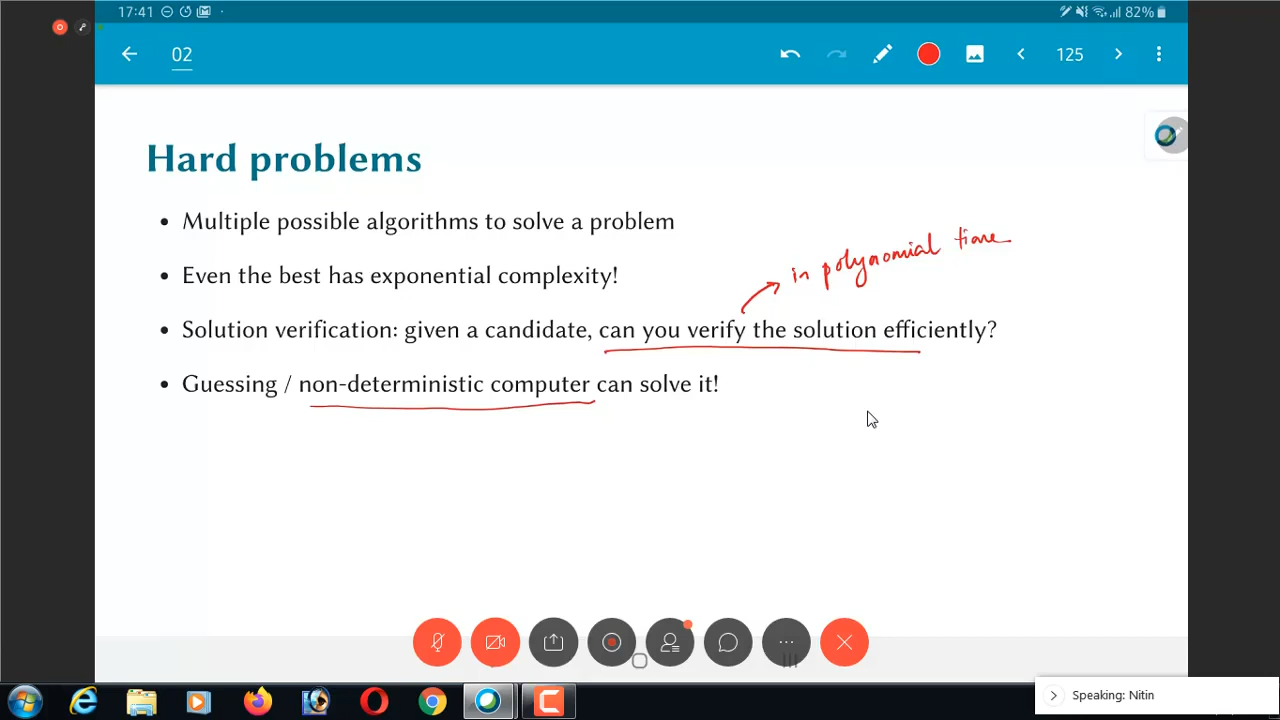 17:41
82%
02
125
Hard problems
• Multiple possible algorithms to solve a problem
in polynomial time
• Even the best has exponential complexity!
• Solution verification: given a candidate, can you verify the solution efficiently?
• Guessing / non-deterministic computer can solve it!
Speaking: Nitin